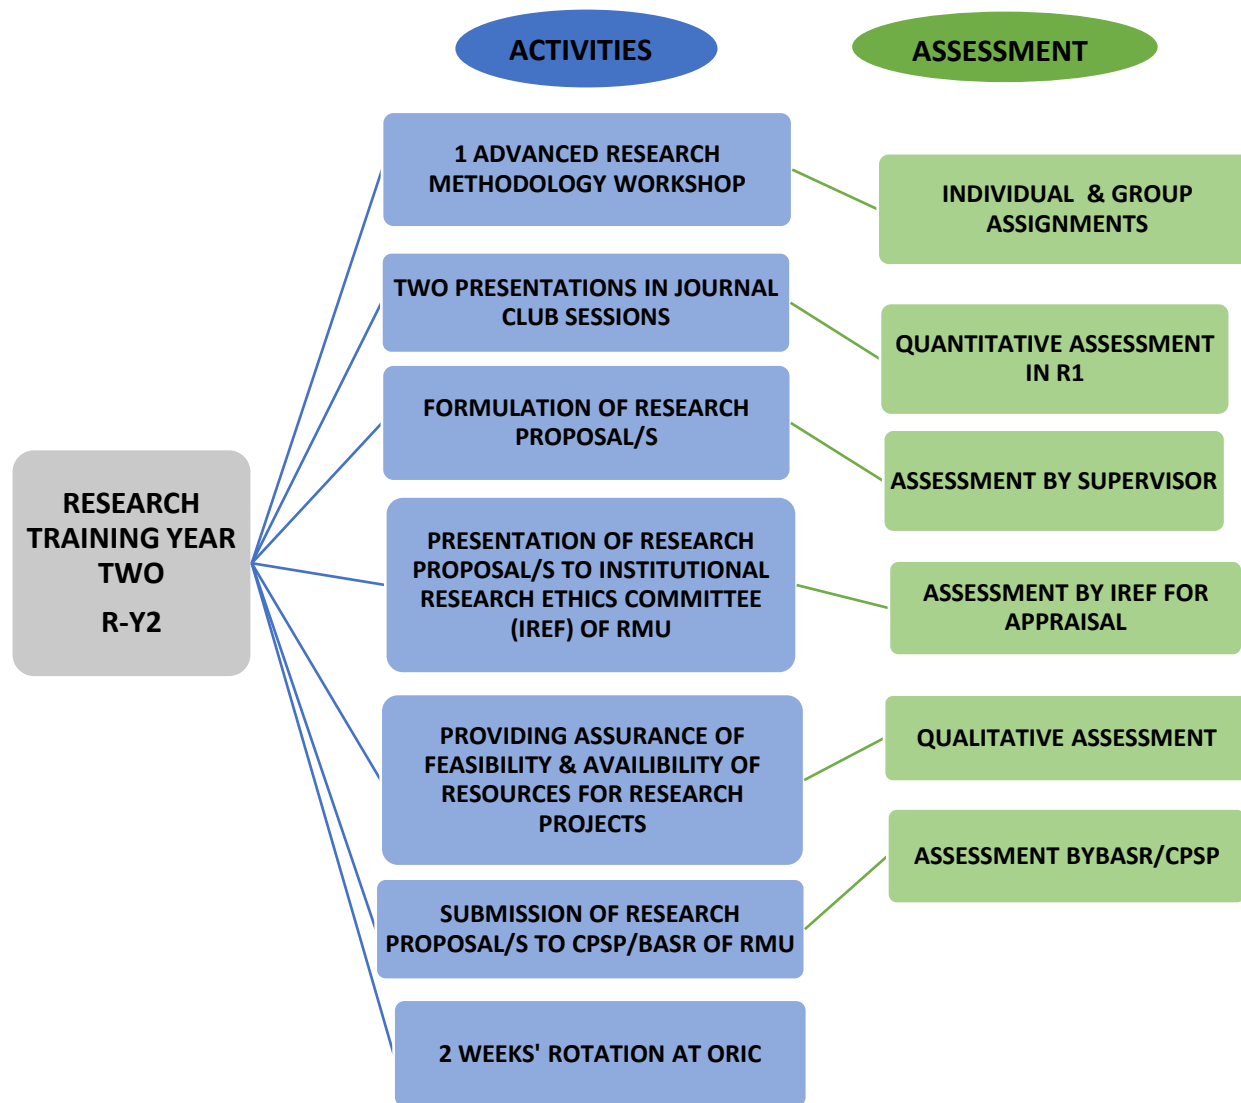 ACTIVITIES
ASSESSMENT
RESEARCH
TRAINING YEAR
TWO
R-Y2
1 ADVANCED RESEARCH
METHODOLOGY WORKSHOP
INDIVIDUAL & GROUP
ASSIGNMENTS
TWO PRESENTATIONS IN JOURNAL
CLUB SESSIONS
QUANTITATIVE ASSESSMENT
IN R1
FORMULATION OF RESEARCH
PROPOSAL/S
ASSESSMENT BY SUPERVISOR
PRESENTATION OF RESEARCH
PROPOSAL/S TO INSTITUTIONAL
RESEARCH ETHICS COMMITTEE
(IREF) OF RMU
ASSESSMENT BY IREF FOR
APPRAISAL
PROVIDING ASSURANCE OF
FEASIBILITY & AVAILIBILITY OF
RESOURCES FOR RESEARCH
PROJECTS
QUALITATIVE ASSESSMENT
SUBMISSION OF RESEARCH
PROPOSAL/S TO CPSP/BASR OF RMU
ASSESSMENT BYBASR/CPSP
2 WEEKS' ROTATION AT ORIC